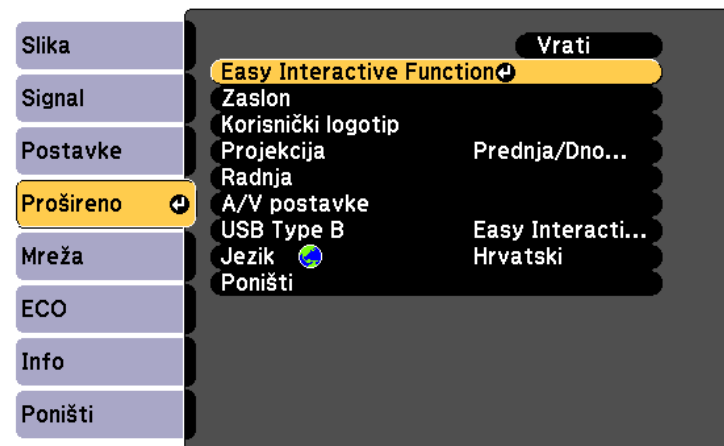 Slika
Signal
Postavke
Prošireno
Mreža
ECO
Info
Poništi
Vrati
Easy Interactive Function
Zaslon
Korisnički logotip
Projekcija Prednja/Dno...
Radnja
A/V postavke
USB Type B Easy Interacti...
Jezik Hrvatski
Poništi